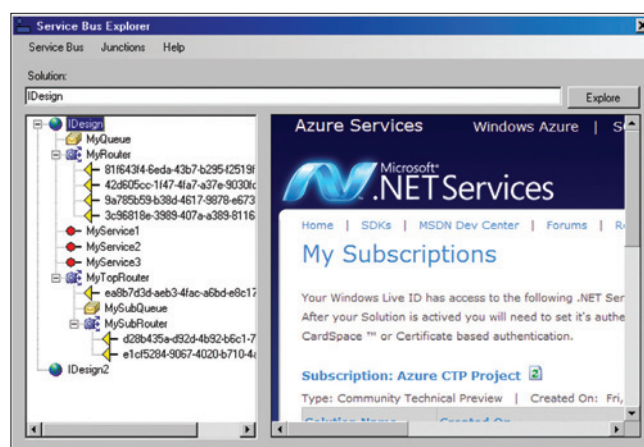 Service Bus Explorer
Service Bus Junctions Help
Solution:
IDesign
Explore
IDesign
MyQueue
MyRouter
81f643f4-6eda-43b7-b295-f2519f
42d605cc-1f47-4fa7-a37e-9030fc
9a785b59-b38d-4617-9878-e673
3c96818e-3989-407a-a389-8116
MyService1
MyService2
MyService3
MyTopRouter
ea8b7d3d-aeb3-4fac-a6bd-e8c17
MySubQueue
MySubRouter
d28b435a-d92d-4b92-b6c1-7
e1cf5284-9067-4020-b710-4a
IDesign2
Azure Services Windows Azure |
Microsoft®
.NET Services
Home | SDKs | MSDN Dev Center | Forums |
My Subscriptions
Your Windows Live ID has access to the following .NET Ser
After your Solution is actived you will need to set it's authe
CardSpace ™ or Certificate based authentication.
Subscription: Azure CTP Project
Type: Community Technical Preview | Created On: Fri,
Solution Name Created On